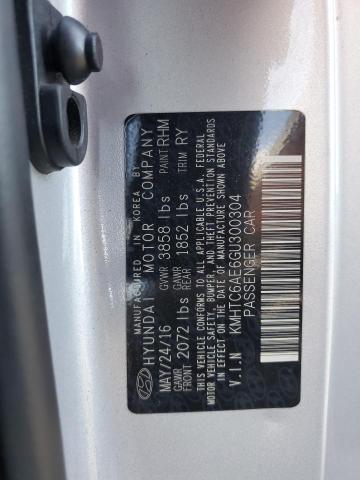 MANUFACTURED IN KOREA BY
HYUNDAI MOTOR COMPANY
MAY/24/16 GVWR 3858 lbs PAINT RHM
GAWR FRONT 2072 lbs GAWR REAR 1852 lbs TRIM RY
THIS VEHICLE CONFORMS TO ALL APPLICABLE U.S.A. FEDERAL
MOTOR VEHICLE SAFETY, BUMPER, AND THEFT PREVENTION STANDARDS
IN EFFECT ON THE DATE OF MANUFACTURE SHOWN ABOVE
V.I.N KMHTC6AE6GU300304
PASSENGER CAR